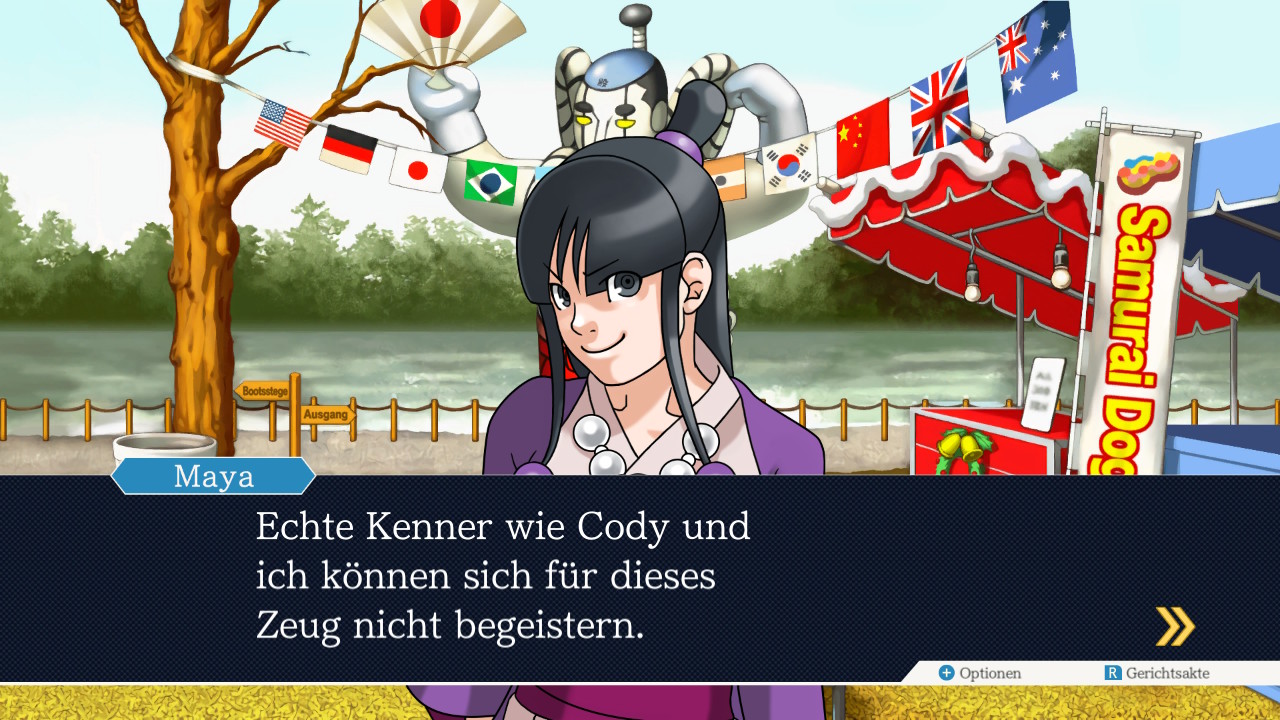 Bootsstege
Ausgang
Samurai Dog
Maya
Echte Kenner wie Cody und
ich können sich für dieses
Zeug nicht begeistern.
+ Optionen
R Gerichtsakte